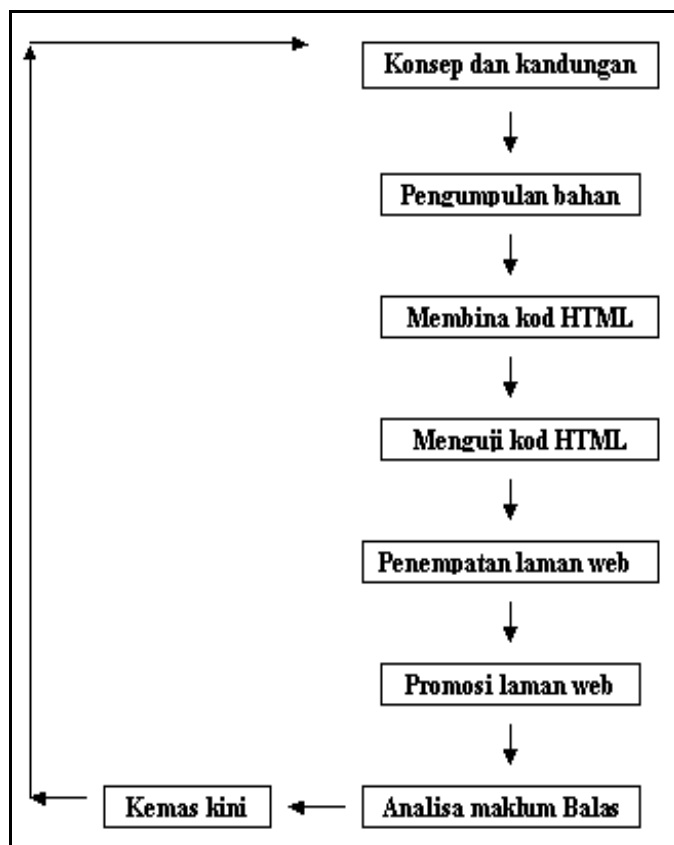 Konsep dan kandungan
Pengumpulan bahan
Membina kod HTML
Menguji kod HTML
Penempatan laman web
Promosi laman web
Analisa maklum Balas
Kemas kini